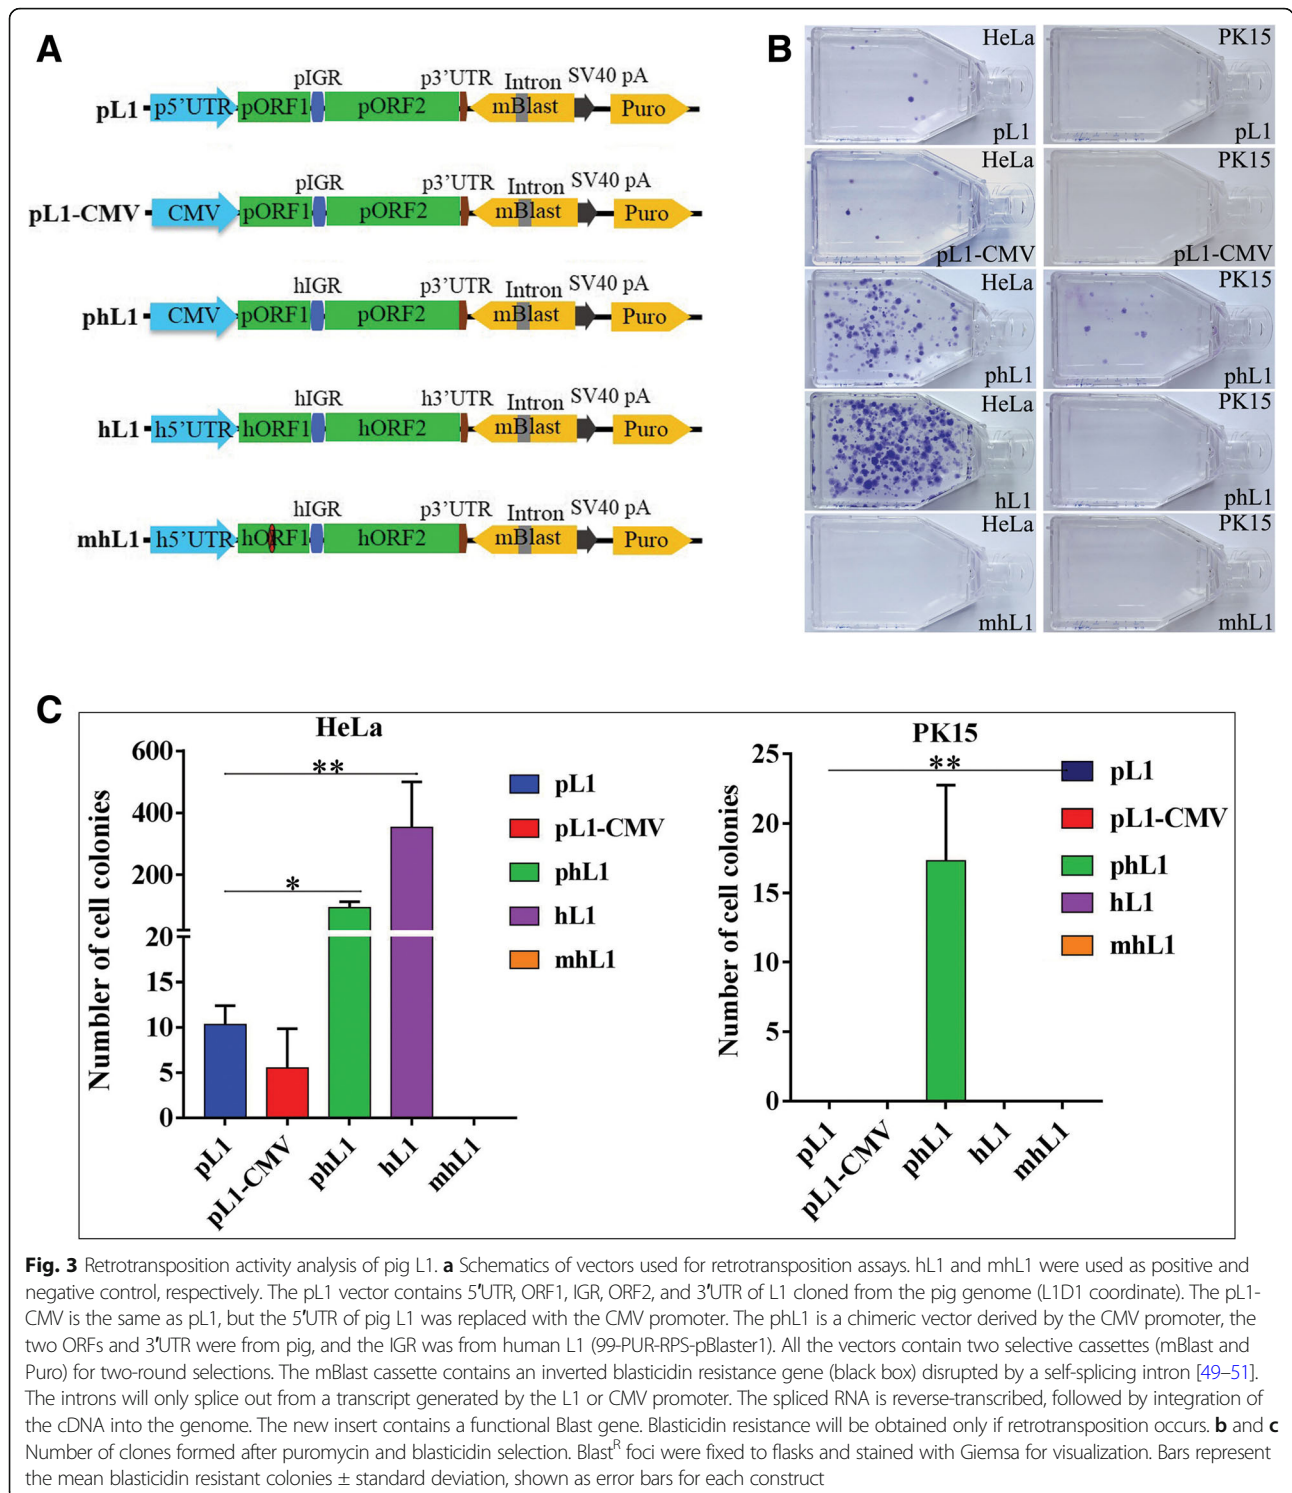 A
pIGR p3'UTR Intron SV40 pA
pL1 p5'UTR pORF1 pORF2 mBlast Puro
pIGR p3'UTR Intron SV40 pA
pL1-CMV CMV pORF1 pORF2 mBlast Puro
hIGR p3'UTR Intron SV40 pA
phL1 CMV pORF1 pORF2 mBlast Puro
hIGR h3'UTR Intron SV40 pA
hL1 h5'UTR hORF1 hORF2 mBlast Puro
hIGR p3'UTR Intron SV40 pA
mhL1 h5'UTR hORF1 hORF2 mBlast Puro
B
HeLa PK15
pL1 pL1
HeLa PK15
pL1-CMV pL1-CMV
HeLa PK15
phL1 phL1
HeLa PK15
hL1 phL1
HeLa PK15
mhL1 mhL1
C
HeLa
Numbler of cell colonies
600
400
200
20
15
10
5
0
**
*
pL1
pL1-CMV
phL1
hL1
mhL1
pL1
pL1-CMV
phL1
hL1
mhL1
PK15
Number of cell colonies
25
20
15
10
5
0
**
pL1
pL1-CMV
phL1
hL1
mhL1
pL1
pL1-CMV
phL1
hL1
mhL1
Fig. 3 Retrotransposition activity analysis of pig L1. a Schematics of vectors used for retrotransposition assays. hL1 and mhL1 were used as positive and
negative control, respectively. The pL1 vector contains 5′UTR, ORF1, IGR, ORF2, and 3′UTR of L1 cloned from the pig genome (L1D1 coordinate). The pL1-
CMV is the same as pL1, but the 5′UTR of pig L1 was replaced with the CMV promoter. The phL1 is a chimeric vector derived by the CMV promoter, the
two ORFs and 3′UTR were from pig, and the IGR was from human L1 (99-PUR-RPS-pBlaster1). All the vectors contain two selective cassettes (mBlast and
Puro) for two-round selections. The mBlast cassette contains an inverted blasticidin resistance gene (black box) disrupted by a self-splicing intron [49–51].
The introns will only splice out from a transcript generated by the L1 or CMV promoter. The spliced RNA is reverse-transcribed, followed by integration of
the cDNA into the genome. The new insert contains a functional Blast gene. Blasticidin resistance will be obtained only if retrotransposition occurs. b and c
Number of clones formed after puromycin and blasticidin selection. Blast^R foci were fixed to flasks and stained with Giemsa for visualization. Bars represent
the mean blasticidin resistant colonies ± standard deviation, shown as error bars for each construct